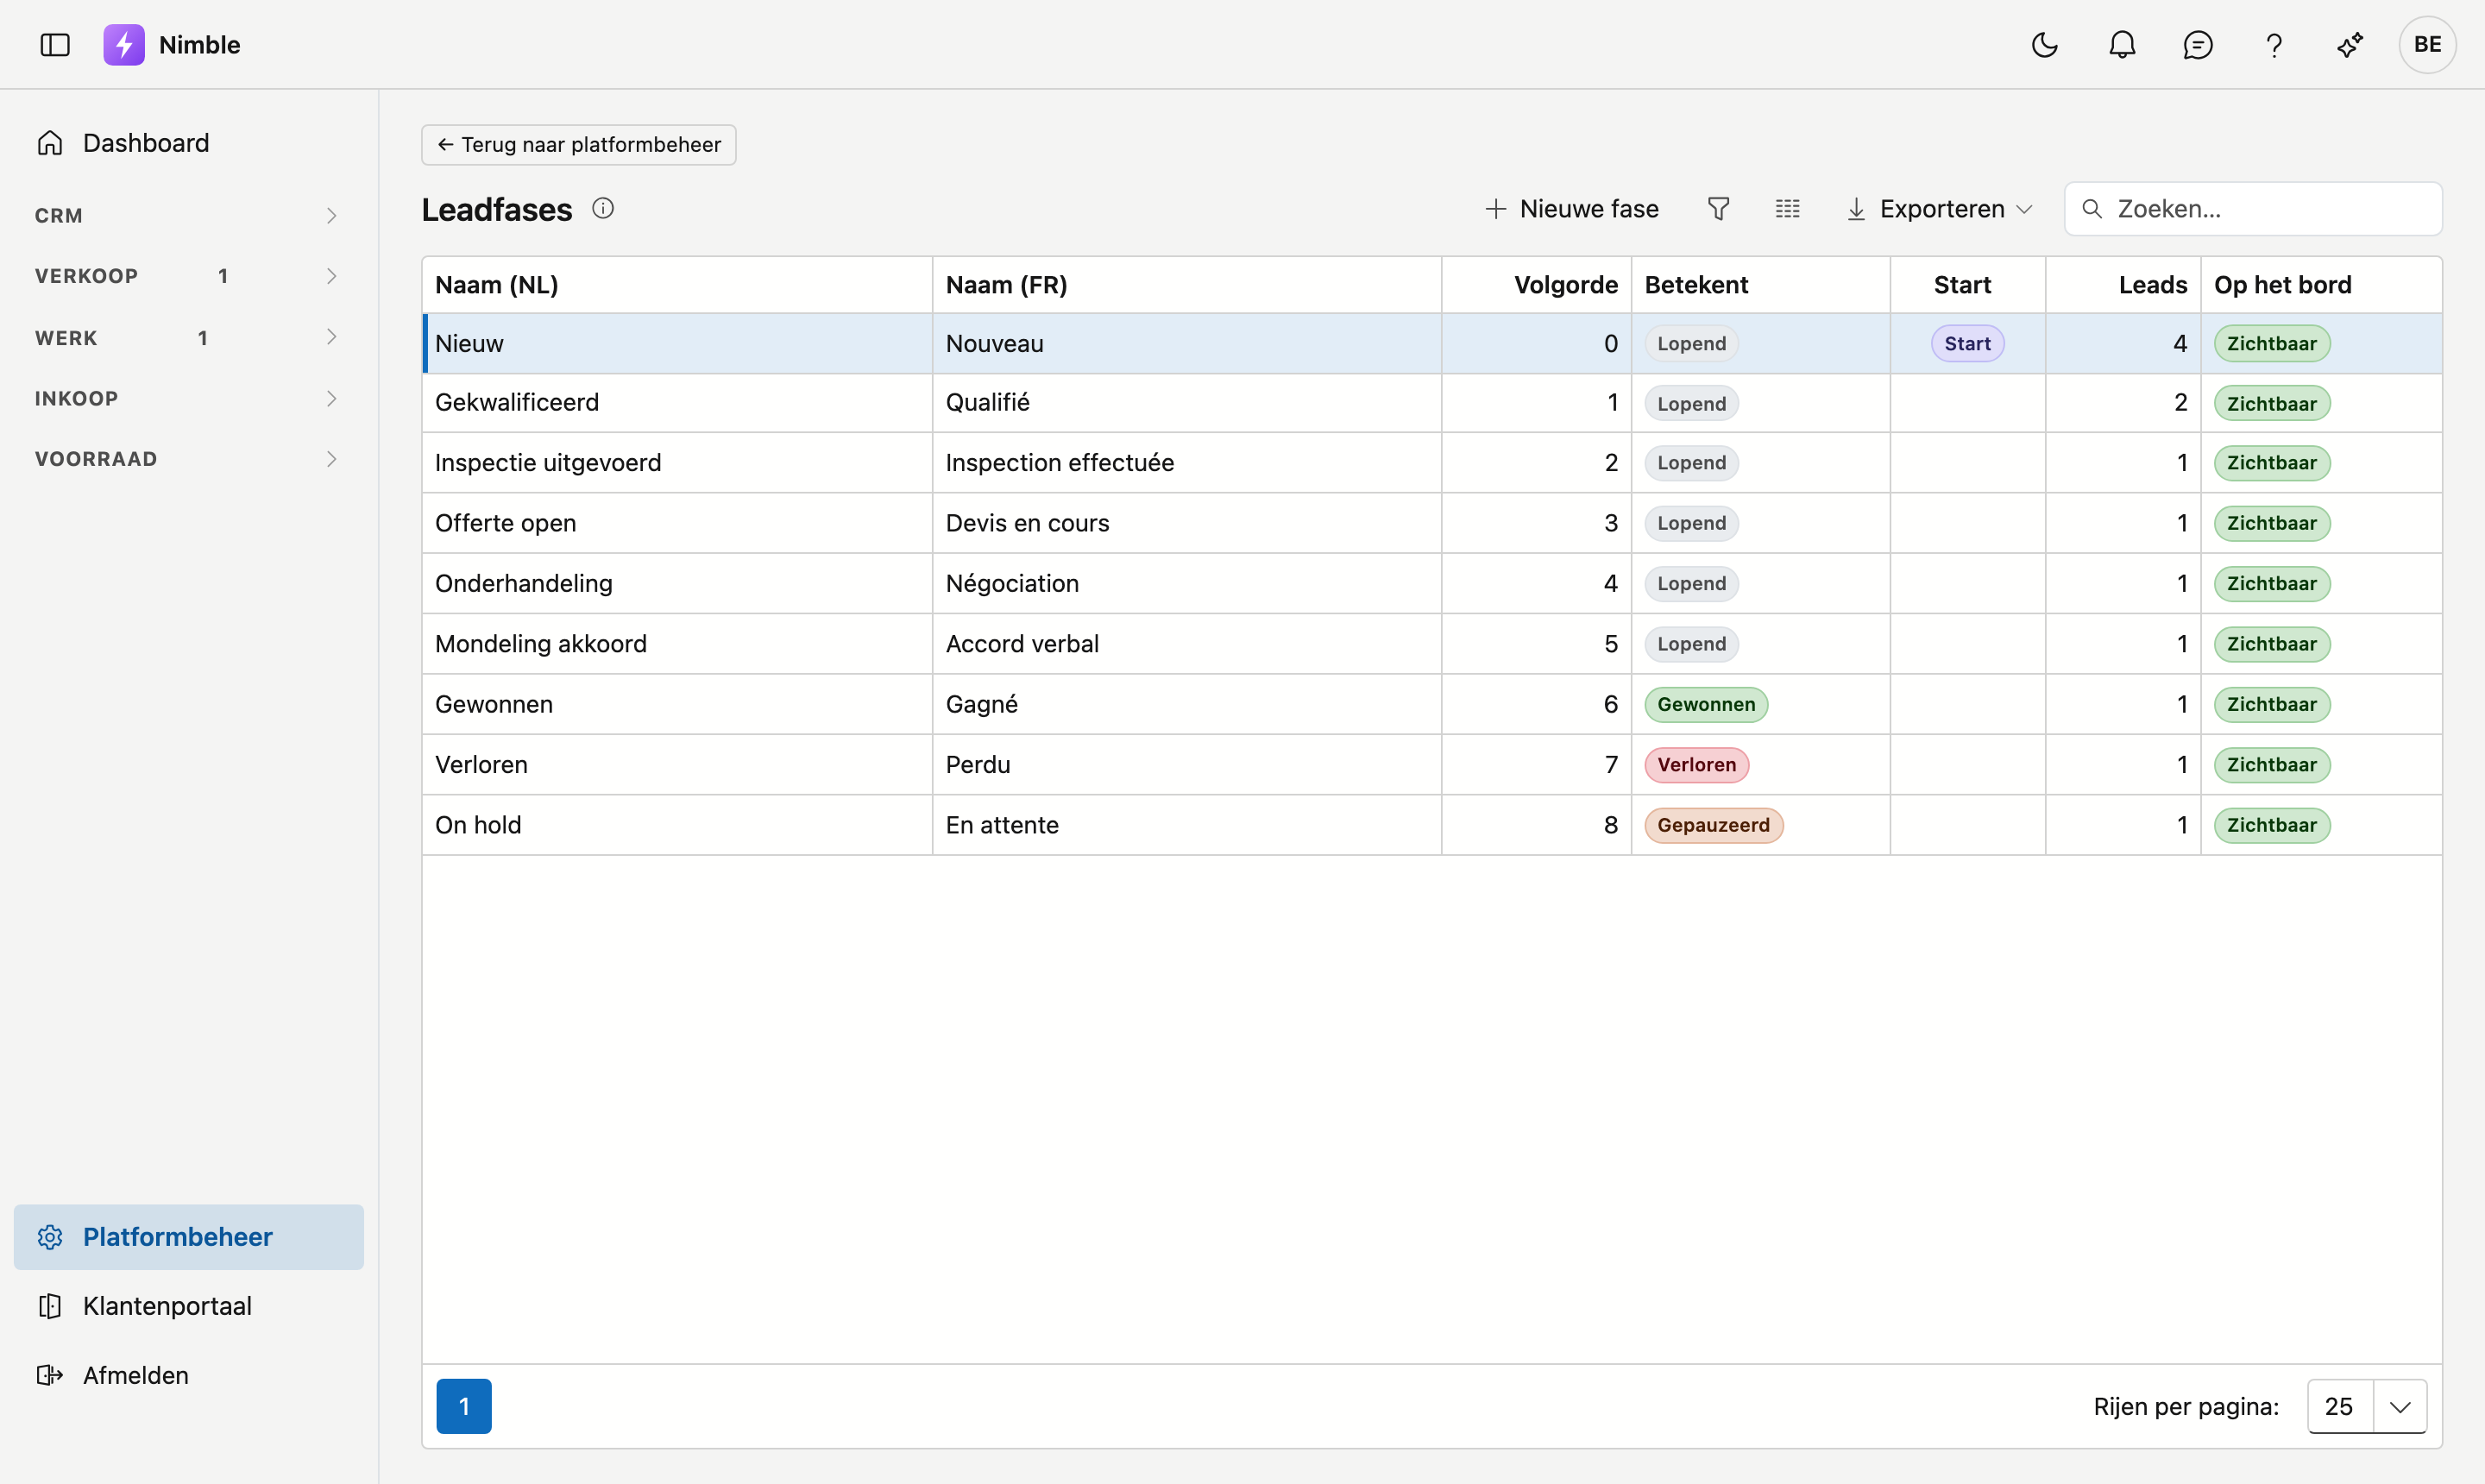 Nimble
BE
Dashboard
CRM
VERKOOP 1
WERK 1
INKOOP
VOORRAAD
Platformbeheer
Klantenportaal
Afmelden
← Terug naar platformbeheer
Leadfases
Nieuwe fase
Exporteren
Zoeken...
Naam (NL) Naam (FR) Volgorde Betekent Start Leads Op het bord
Nieuw Nouveau 0 Lopend Start 4 Zichtbaar
Gekwalificeerd Qualifié 1 Lopend 2 Zichtbaar
Inspectie uitgevoerd Inspection effectuée 2 Lopend 1 Zichtbaar
Offerte open Devis en cours 3 Lopend 1 Zichtbaar
Onderhandeling Négociation 4 Lopend 1 Zichtbaar
Mondeling akkoord Accord verbal 5 Lopend 1 Zichtbaar
Gewonnen Gagné 6 Gewonnen 1 Zichtbaar
Verloren Perdu 7 Verloren 1 Zichtbaar
On hold En attente 8 Gepauzeerd 1 Zichtbaar
1
Rijen per pagina: 25